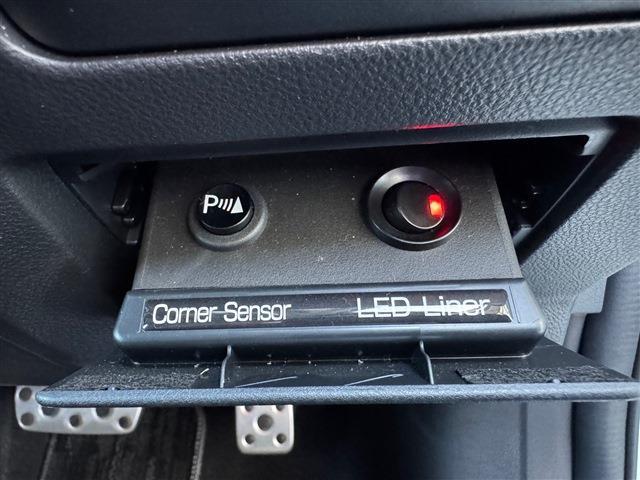 P
Corner Sensor
LED Liner